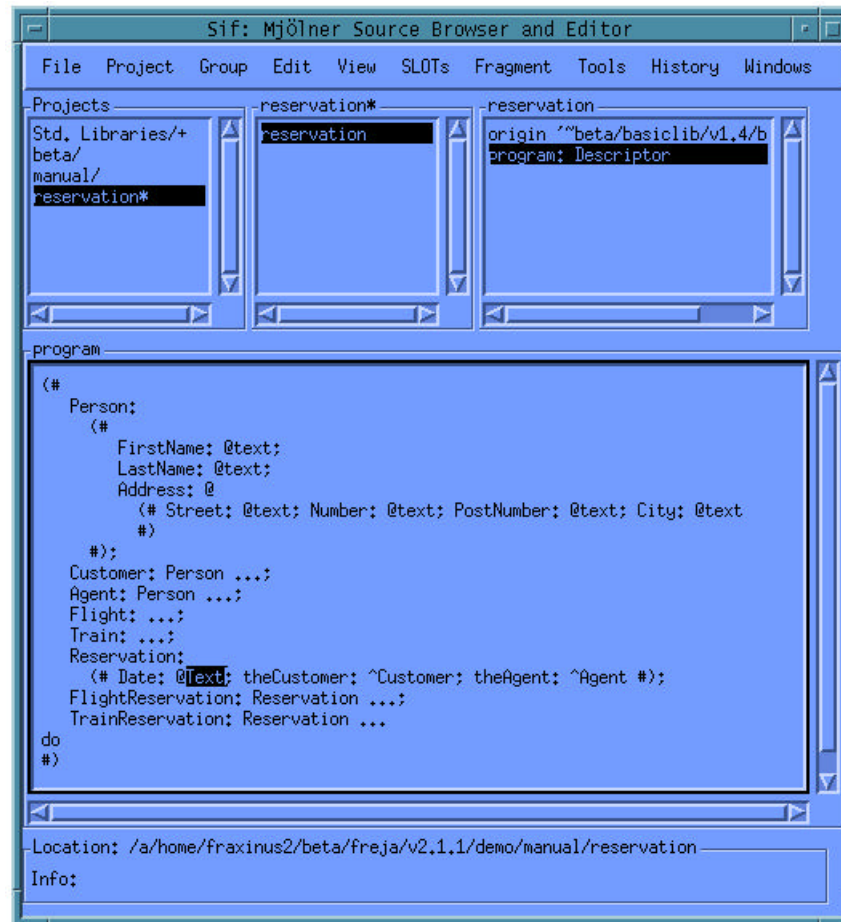 Sif: Mjölner Source Browser and Editor
File Project Group Edit View SLOTs Fragment Tools History Windows
Projects
Std. Libraries/+
beta/
manual/
reservation*
reservation*
reservation
reservation
origin '~beta/basiclib/v1.4/b
program: Descriptor
program
(#
Person:
(#
FirstName: @text;
LastName: @text;
Address: @
(# Street: @text; Number: @text; PostNumber: @text; City: @text
#)
#);
Customer: Person ...;
Agent: Person ...;
Flight: ...;
Train: ...;
Reservation:
(# Date: @Text; theCustomer: ^Customer; theAgent: ^Agent #);
FlightReservation: Reservation ...;
TrainReservation: Reservation ...
do
#)
Location: /a/home/fraxinus2/beta/freja/v2.1.1/demo/manual/reservation
Info: